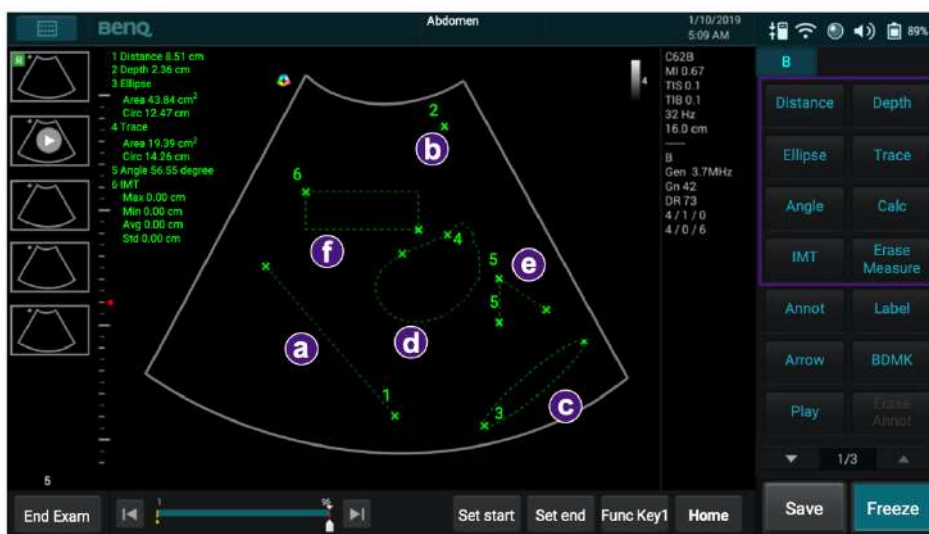 BenQ
Abdomen
1/10/2019
5:09 AM
89%
R
1 Distance 8.51 cm
2 Depth 2.36 cm
3 Ellipse
Area 43.84 cm²
Circ 12.47 cm
4 Trace
Area 19.39 cm²
Circ 14.26 cm
5 Angle 56.55 degree
6 IMT
Max 0.00 cm
Min 0.00 cm
Avg 0.00 cm
Std 0.00 cm
4
C62B
MI 0.67
TIS 0.1
TIB 0.1
32 Hz
16.0 cm
B
Gen 3.7MHz
Gn 42
DR 73
4 / 1 / 0
4 / 0 / 6
2
b
6
f
4
5
e
5
a
d
1
3
c
B
Distance Depth
Ellipse Trace
Angle Calc
IMT Erase Measure
Annot Label
Arrow BDMK
Play Erase Annot
1/3
5
End Exam
1
95
Set start Set end Func Key1 Home
Save Freeze